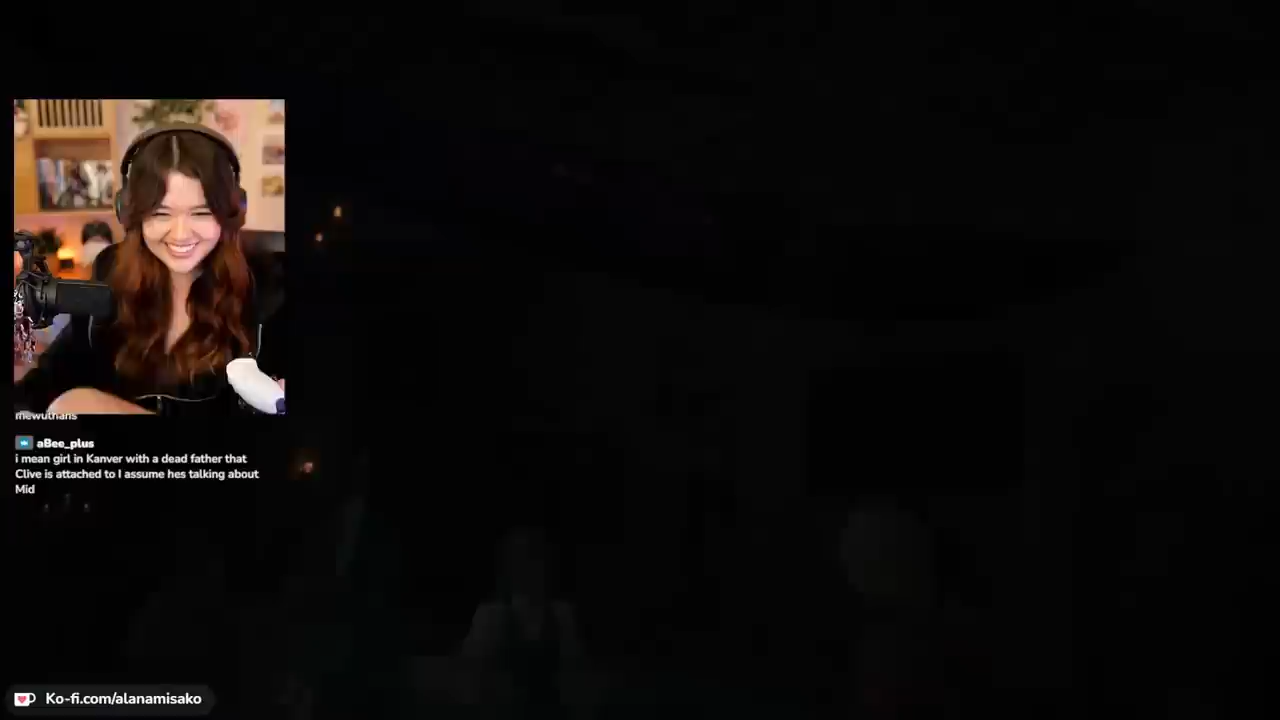 mewuthans
aBee_plus
i mean girl in Kanver with a dead father that
Clive is attached to I assume hes talking about
Mid
Ko-fi.com/alanamisako